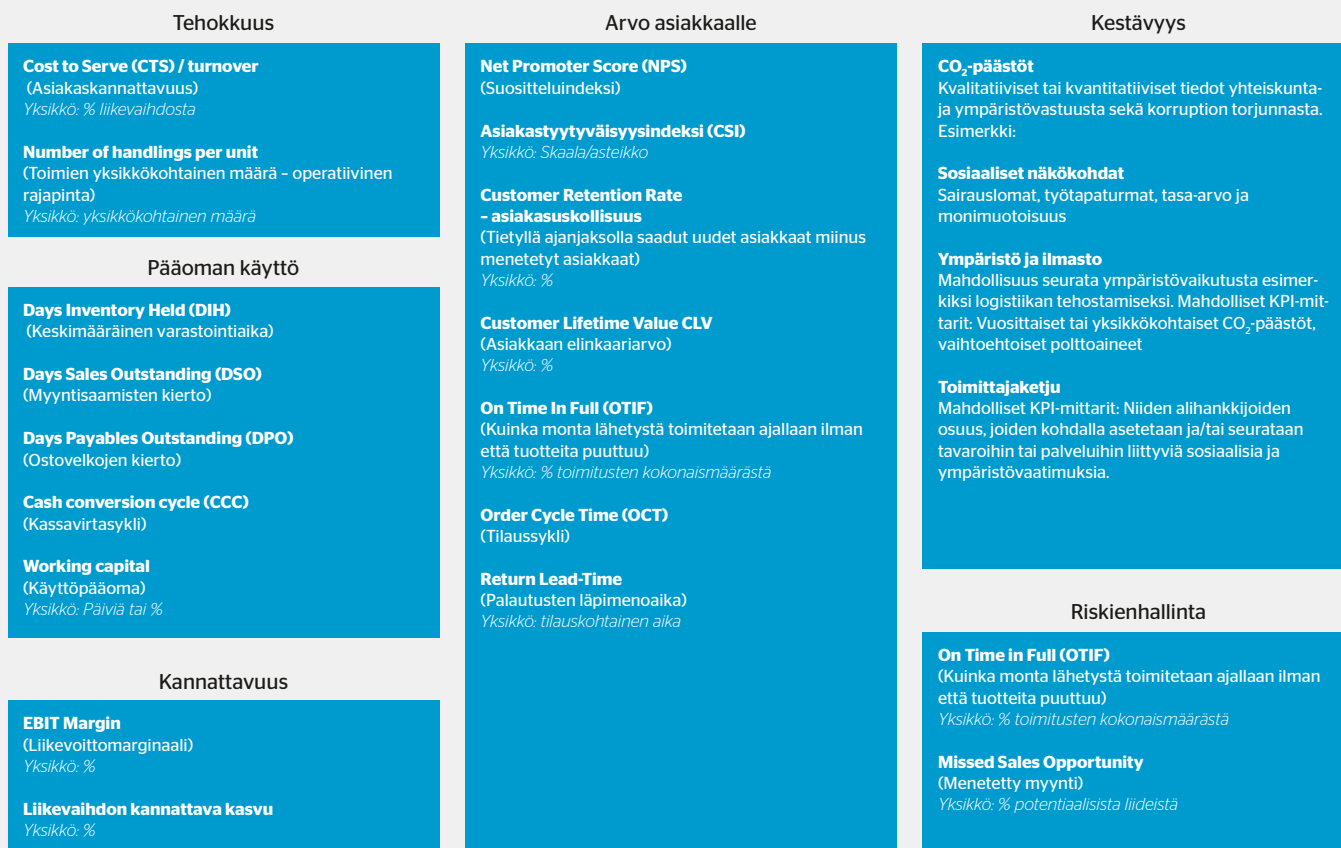 Tehokkuus
Cost to Serve (CTS) / turnover
(Asiakaskannattavuus)
Yksikkö: % liikevaihdosta
Number of handlings per unit
(Toimien yksikkökohtainen määrä – operatiivinen
rajapinta)
Yksikkö: yksikkökohtainen määrä
Pääoman käyttö
Days Inventory Held (DIH)
(Keskimääräinen varastointiaika)
Days Sales Outstanding (DSO)
(Myyntisaamisten kierto)
Days Payables Outstanding (DPO)
(Ostovelkojen kierto)
Cash conversion cycle (CCC)
(Kassavirtasykli)
Working capital
(Käyttöpääoma)
Yksikkö: Päiviä tai %
Kannattavuus
EBIT Margin
(Liikevoittomarginaali)
Yksikkö: %
Liikevaihdon kannattava kasvu
Yksikkö: %
Arvo asiakkaalle
Net Promoter Score (NPS)
(Suositteluindeksi)
Asiakastyytyväisyysindeksi (CSI)
Yksikkö: Skaala/asteikko
Customer Retention Rate
– asiakasuskollisuus
(Tietyllä ajanjaksolla saadut uudet asiakkaat miinus
menetetyt asiakkaat)
Yksikkö: %
Customer Lifetime Value CLV
(Asiakkaan elinkaariarvo)
Yksikkö: %
On Time In Full (OTIF)
(Kuinka monta lähetystä toimitetaan ajallaan ilman
että tuotteita puuttuu)
Yksikkö: % toimitusten kokonaismäärästä
Order Cycle Time (OCT)
(Tilaussykli)
Return Lead-Time
(Palautusten läpimenoaika)
Yksikkö: tilauskohtainen aika
Kestävyys
CO₂-päästöt
Kvalitatiiviset tai kvantitatiiviset tiedot yhteiskunta-
ja ympäristövastuusta sekä korruption torjunnasta.
Esimerkki:
Sosiaaliset näkökohdat
Sairauslomat, työtapaturmat, tasa-arvo ja
monimuotoisuus
Ympäristö ja ilmasto
Mahdollisuus seurata ympäristövaikutusta esimer-
kiksi logistiikan tehostamiseksi. Mahdolliset KPI-mit-
tarit: Vuosittaiset tai yksikkökohtaiset CO₂-päästöt,
vaihtoehtoiset polttoaineet
Toimittajaketju
Mahdolliset KPI-mittarit: Niiden alihankkijoiden
osuus, joiden kohdalla asetetaan ja/tai seurataan
tavaroihin tai palveluihin liittyviä sosiaalisia ja
ympäristövaatimuksia.
Riskienhallinta
On Time in Full (OTIF)
(Kuinka monta lähetystä toimitetaan ajallaan ilman
että tuotteita puuttuu)
Yksikkö: % toimitusten kokonaismäärästä
Missed Sales Opportunity
(Menetetty myynti)
Yksikkö: % potentiaalisista liideistä